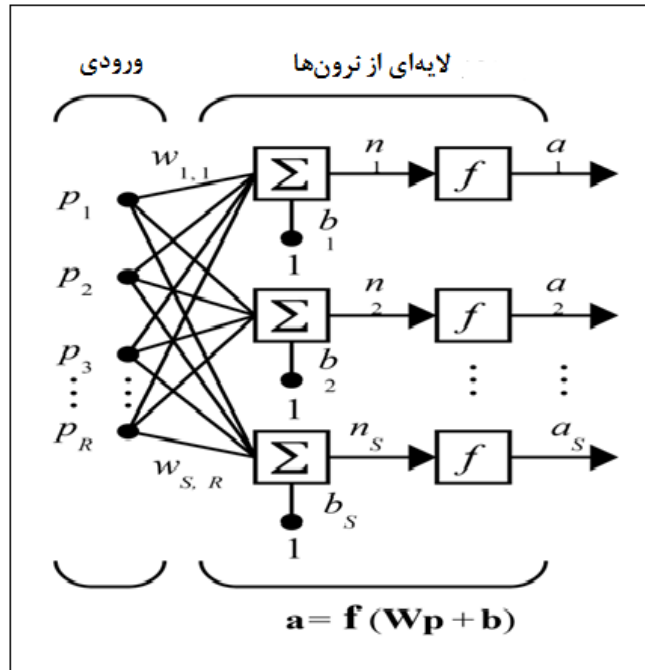 ورودی
لایه‌ای از نرون‌ها
w1,1
p1
p2
p3
pR
wS, R
Σ n1 f a1
b1
1
Σ n2 f a2
b2
1
Σ nS f aS
bS
1
a= f (Wp + b)